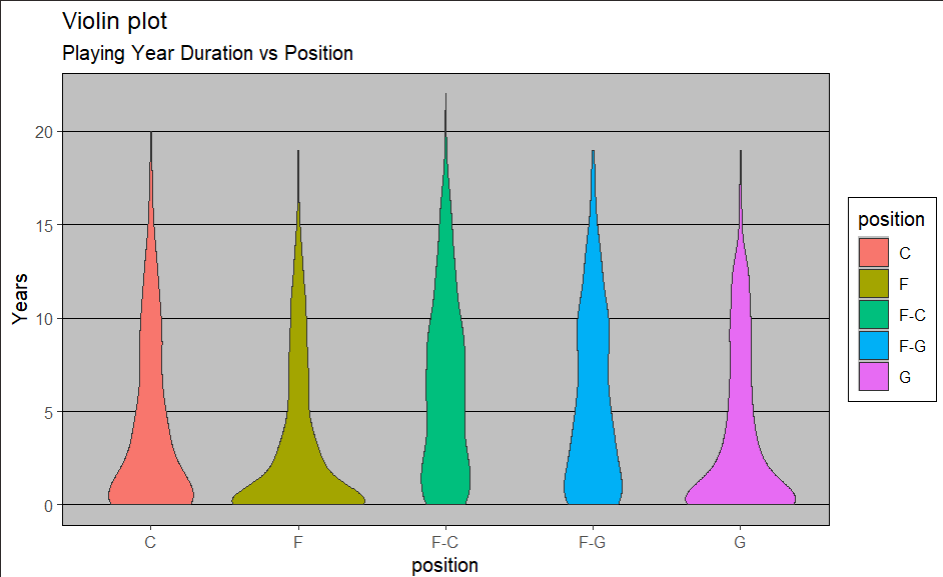 Violin plot
Playing Year Duration vs Position
Years
20
15
10
5
0
C F F-C F-G G
position
position
C
F
F-C
F-G
G